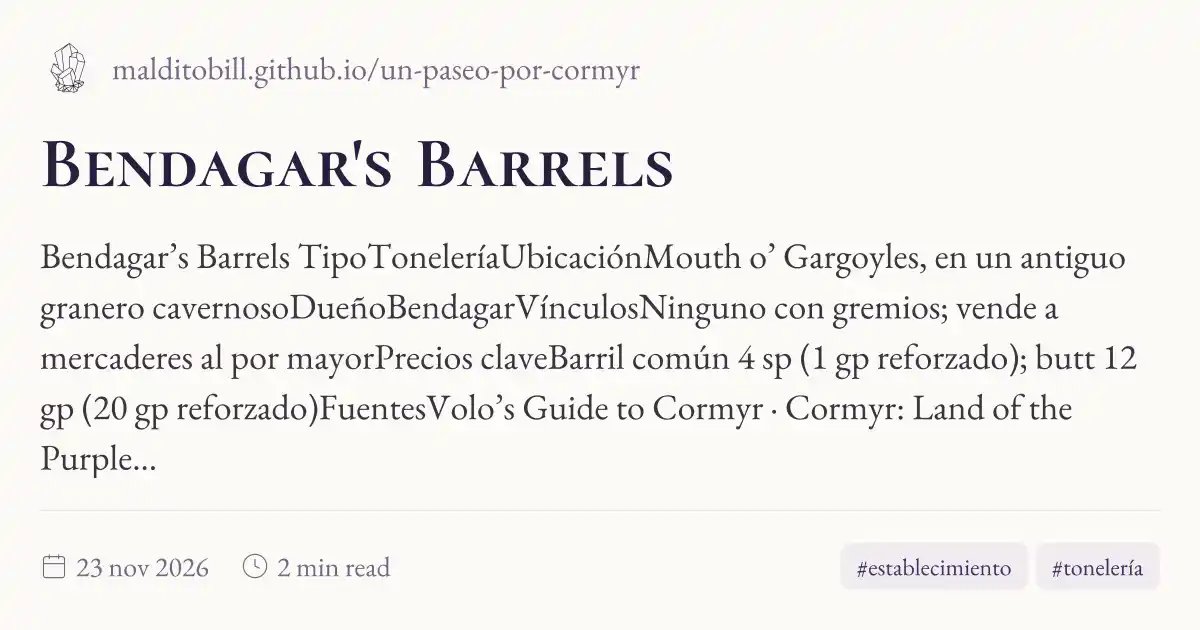 malditobill.github.io/un-paseo-por-cormyr
Bendagar's Barrels
Bendagar’s Barrels TipoToneleríaUbicaciónMouth o’ Gargoyles, en un antiguo
granero cavernosoDueñoBendagarVínculosNinguno con gremios; vende a
mercaderes al por mayorPrecios claveBarril común 4 sp (1 gp reforzado); butt 12
gp (20 gp reforzado)FuentesVolo’s Guide to Cormyr · Cormyr: Land of the
Purple...
23 nov 2026 2 min read #establecimiento #tonelería